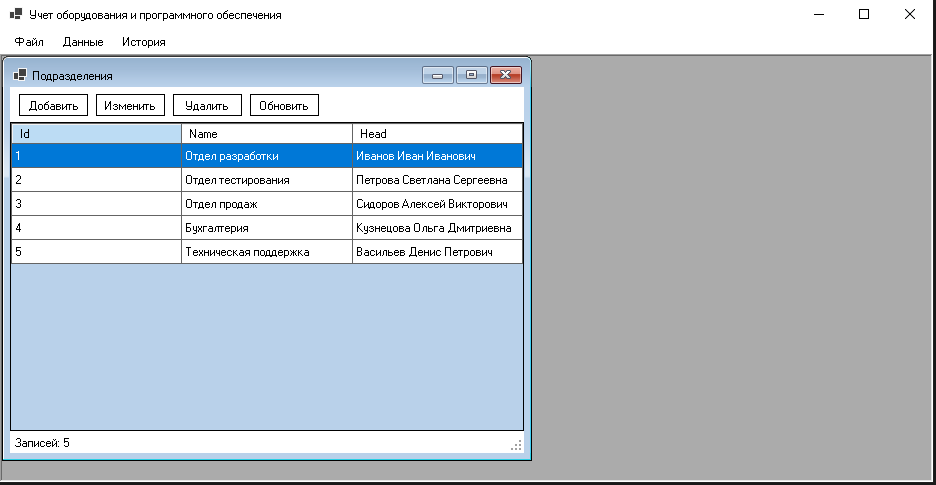 Учет оборудования и программного обеспечения
Файл Данные История
Подразделения
Добавить Изменить Удалить Обновить
Id Name Head
1 Отдел разработки Иванов Иван Иванович
2 Отдел тестирования Петрова Светлана Сергеевна
3 Отдел продаж Сидоров Алексей Викторович
4 Бухгалтерия Кузнецова Ольга Дмитриевна
5 Техническая поддержка Васильев Денис Петрович
Записей: 5